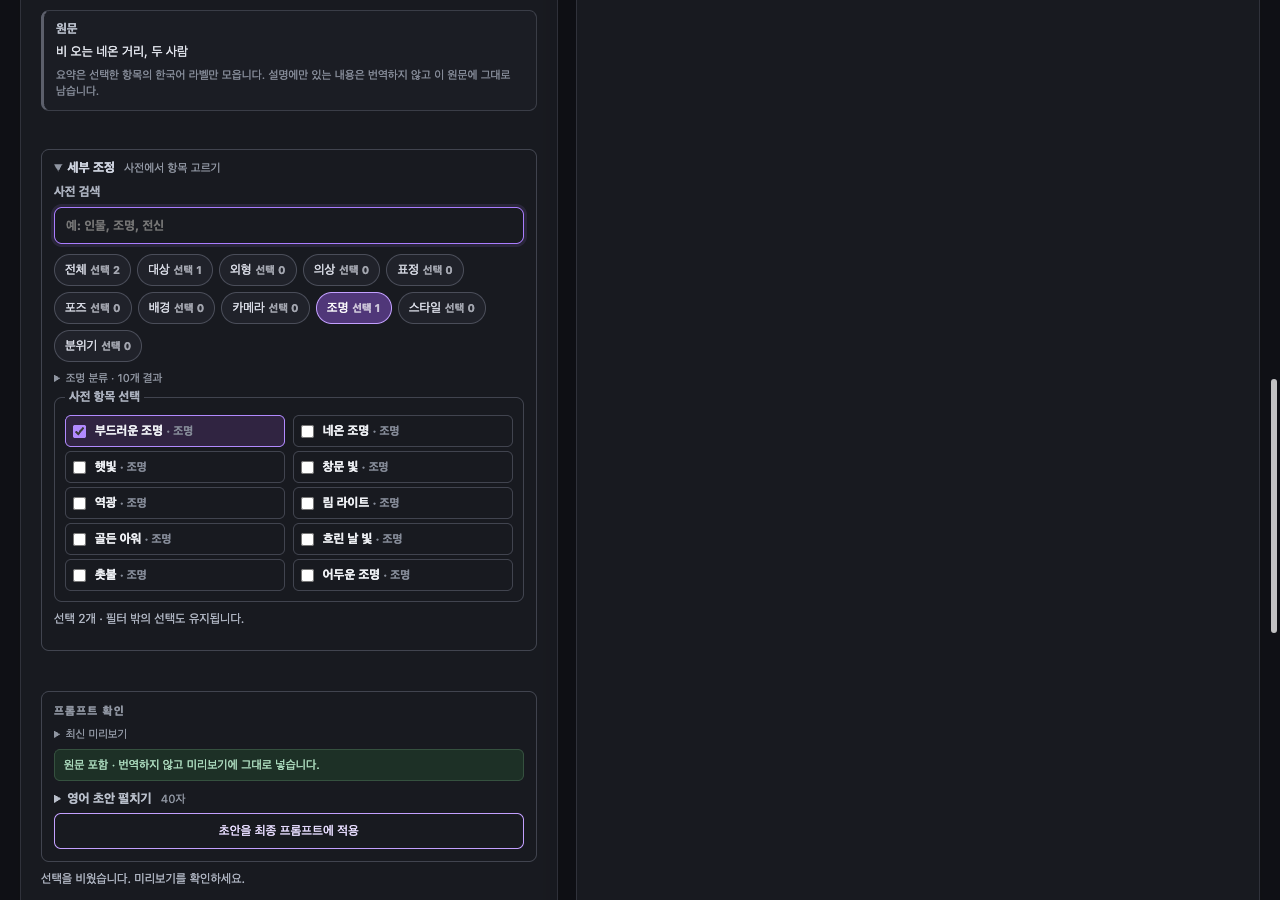 원문
비 오는 네온 거리, 두 사람
요약은 선택한 항목의 한국어 라벨만 모읍니다. 설명에만 있는 내용은 번역하지 않고 이 원문에 그대로
남습니다.
▼ 세부 조정 사전에서 항목 고르기
사전 검색
예: 인물, 조명, 전신
전체 선택 2 대상 선택 1 외형 선택 0 의상 선택 0 표정 선택 0
포즈 선택 0 배경 선택 0 카메라 선택 0 조명 선택 1 스타일 선택 0
분위기 선택 0
▶ 조명 분류 · 10개 결과
사전 항목 선택
부드러운 조명 · 조명 네온 조명 · 조명
햇빛 · 조명 창문 빛 · 조명
역광 · 조명 림 라이트 · 조명
골든 아워 · 조명 흐린 날 빛 · 조명
촛불 · 조명 어두운 조명 · 조명
선택 2개 · 필터 밖의 선택도 유지됩니다.
프롬프트 확인
▶ 최신 미리보기
원문 포함 · 번역하지 않고 미리보기에 그대로 넣습니다.
▶ 영어 초안 펼치기 40자
초안을 최종 프롬프트에 적용
선택을 비웠습니다. 미리보기를 확인하세요.